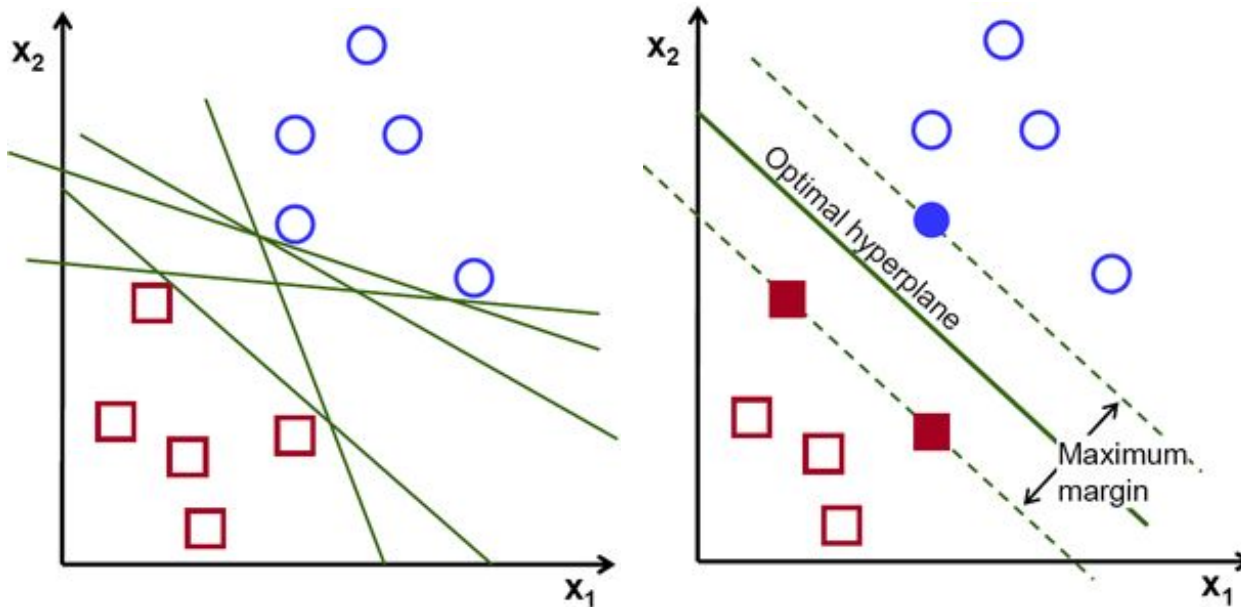 x₂
x₁
x₂
Optimal hyperplane
Maximum
margin
x₁